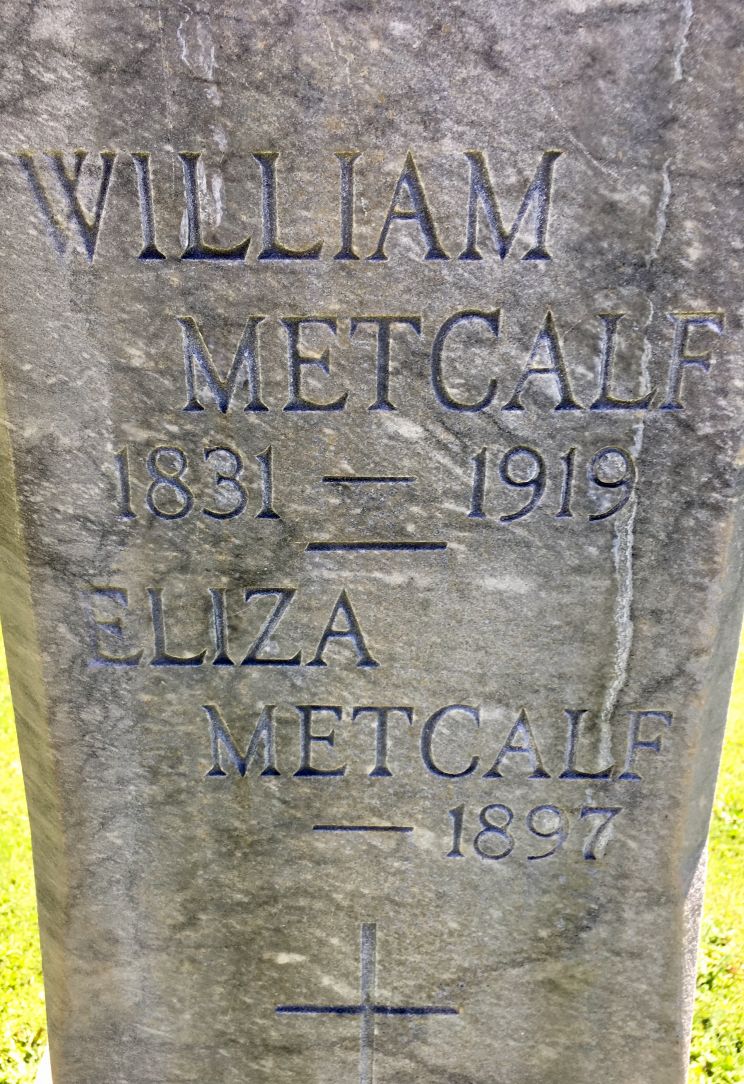 WILLIAM
METCALF
1831 — 1919
ELIZA
METCALF
— 1897